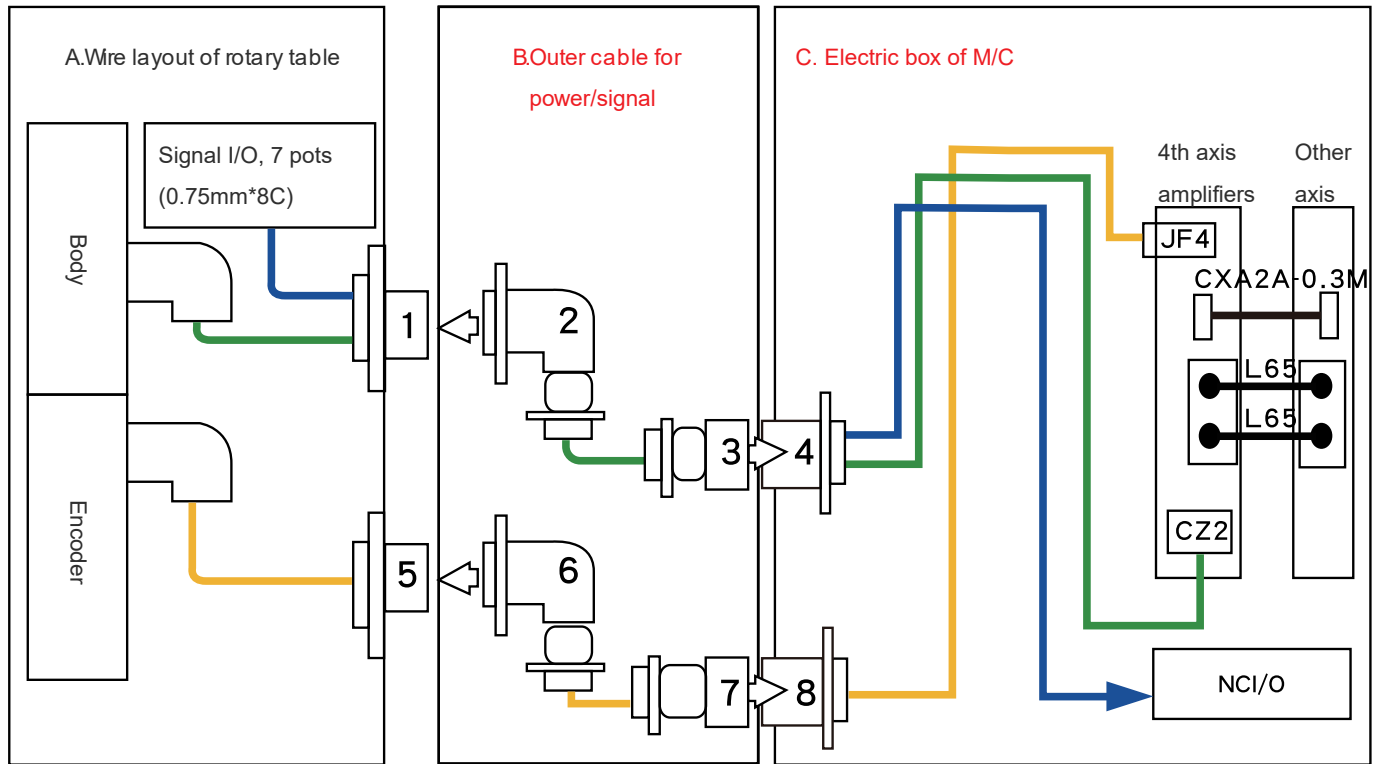 A.Wire layout of rotary table
Body
Encoder
Signal I/O, 7 pots
(0.75mm*8C)
1
5
B.Outer cable for
power/signal
2
3
6
7
C. Electric box of M/C
4
8
4th axis
amplifiers
Other
axis
JF4
CXA2A-0.3M
L65
L65
CZ2
NCI/O